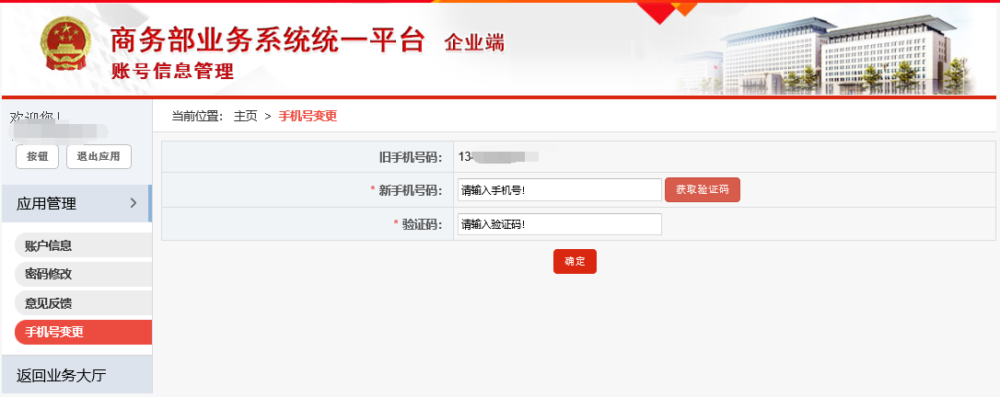 商务部业务系统统一平台 企业端
账号信息管理
欢迎您！
按钮 退出应用
应用管理
账户信息
密码修改
意见反馈
手机号变更
返回业务大厅
当前位置： 主页 > 手机号变更
旧手机号码： 13
* 新手机号码： 请输入手机号! 获取验证码
* 验证码： 请输入验证码!
确定